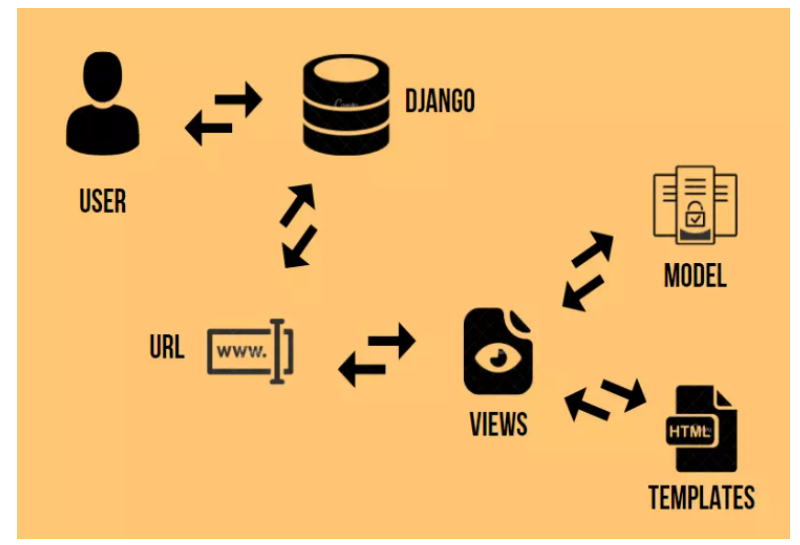 DJANGO
USER
MODEL
URL
www.
VIEWS
HTML
TEMPLATES